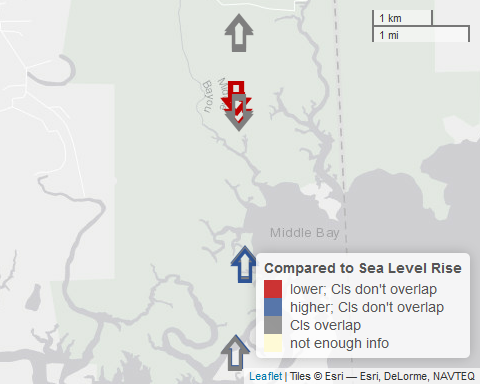 1 km
1 mi
Bayou
Middle Bay
Compared to Sea Level Rise
lower; CIs don't overlap
higher; CIs don't overlap
CIs overlap
not enough info
Leaflet | Tiles © Esri — Esri, DeLorme, NAVTEQ